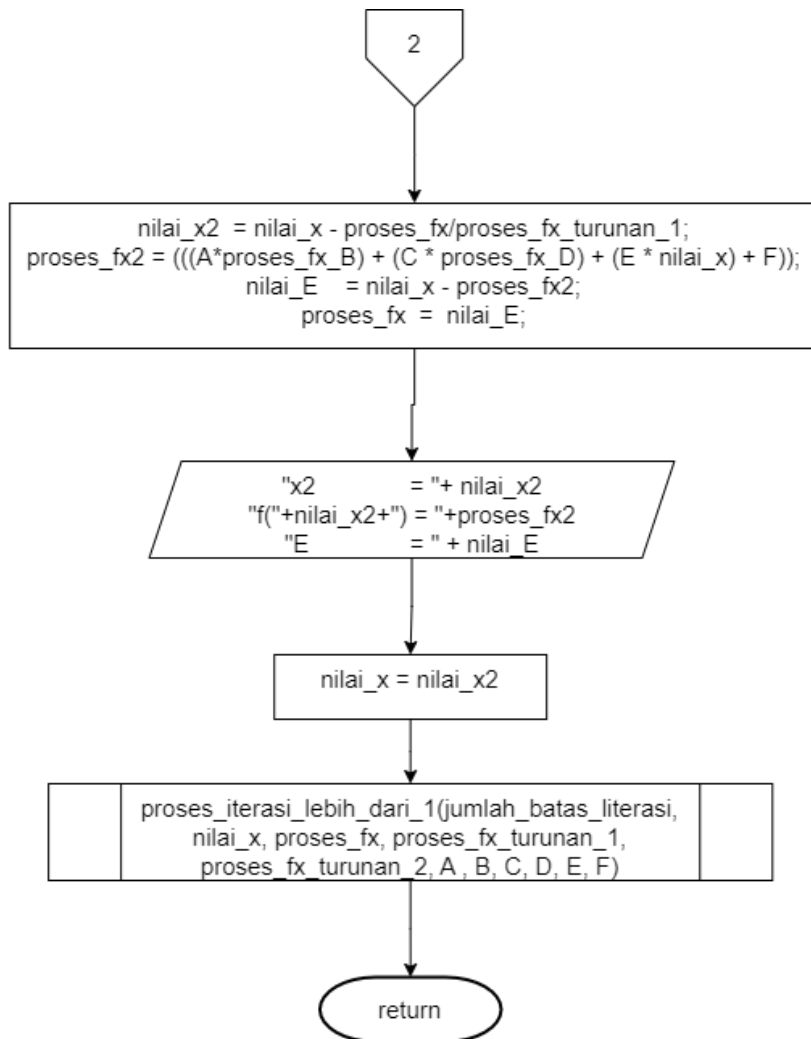 2
nilai_x2 = nilai_x - proses_fx/proses_fx_turunan_1;
proses_fx2 = (((A*proses_fx_B) + (C * proses_fx_D) + (E * nilai_x) + F));
nilai_E = nilai_x - proses_fx2;
proses_fx = nilai_E;
"x2 = "+ nilai_x2
"f("+nilai_x2+") = "+proses_fx2
"E = " + nilai_E
nilai_x = nilai_x2
proses_iterasi_lebih_dari_1(jumlah_batas_literasi,
nilai_x, proses_fx, proses_fx_turunan_1,
proses_fx_turunan_2, A , B, C, D, E, F)
return